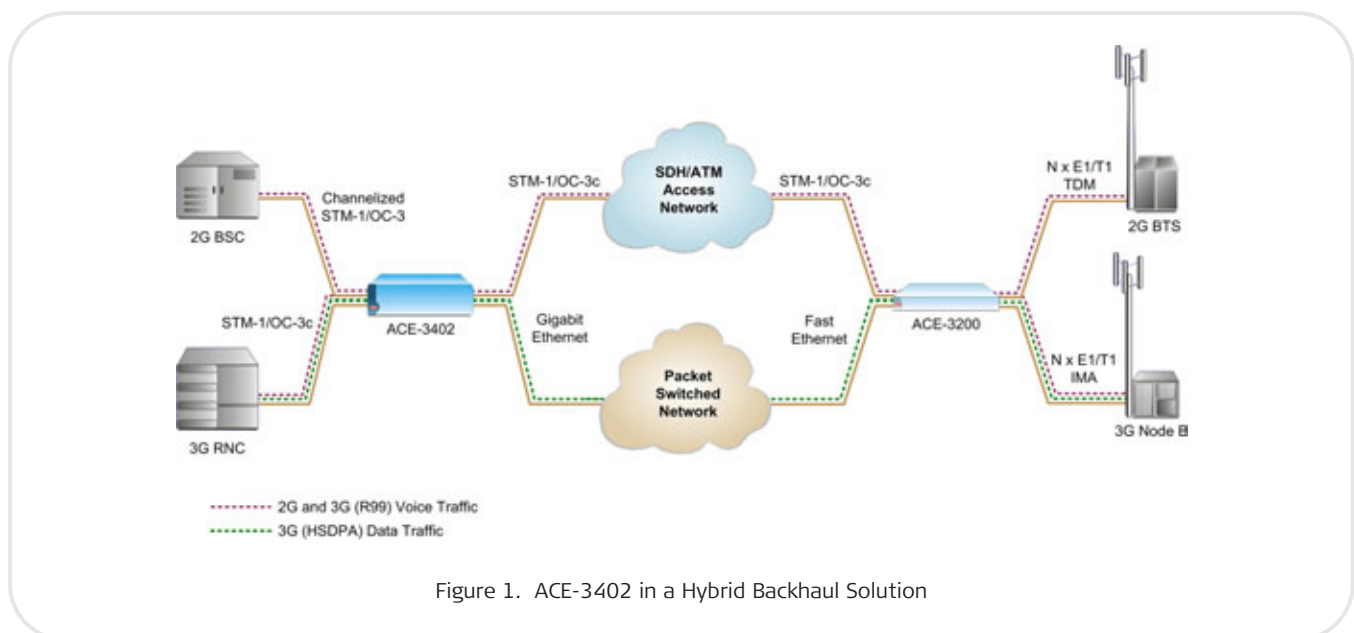 SDH/ATM
Access
Network
STM-1/OC-3c
STM-1/OC-3c
N x E1/T1
TDM
Channelized
STM-1/OC-3
2G BSC
2G BTS
STM-1/OC-3c
ACE-3402
Gigabit
Ethernet
Fast
Ethernet
ACE-3200
N x E1/T1
IMA
Packet
Switched
Network
3G RNC
3G Node B
2G and 3G (R99) Voice Traffic
3G (HSDPA) Data Traffic
Figure 1. ACE-3402 in a Hybrid Backhaul Solution